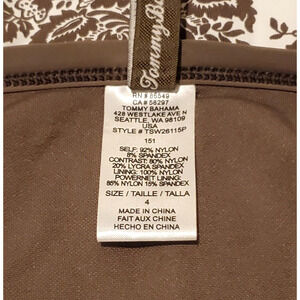 Tommy Ba
RN # 85549
CA # 58297
TOMMY BAHAMA
428 WESTLAKE AVE N
SEATTLE, WA 98109
USA
STYLE # TSW26115P
151
SELF: 92% NYLON
8% SPANDEX
CONTRAST: 80% NYLON
20% LYCRA SPANDEX
LINING: 100% NYLON
POWERNET LINING:
85% NYLON 15% SPANDEX
SIZE / TAILLE / TALLA
4
MADE IN CHINA
FAIT AUX CHINE
HECHO EN CHINA